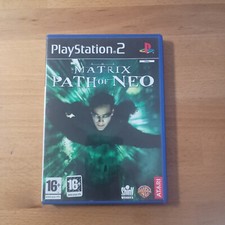 PlayStation 2
THE
MATRIX
PATH OF NEO
16+
16+
ATARI